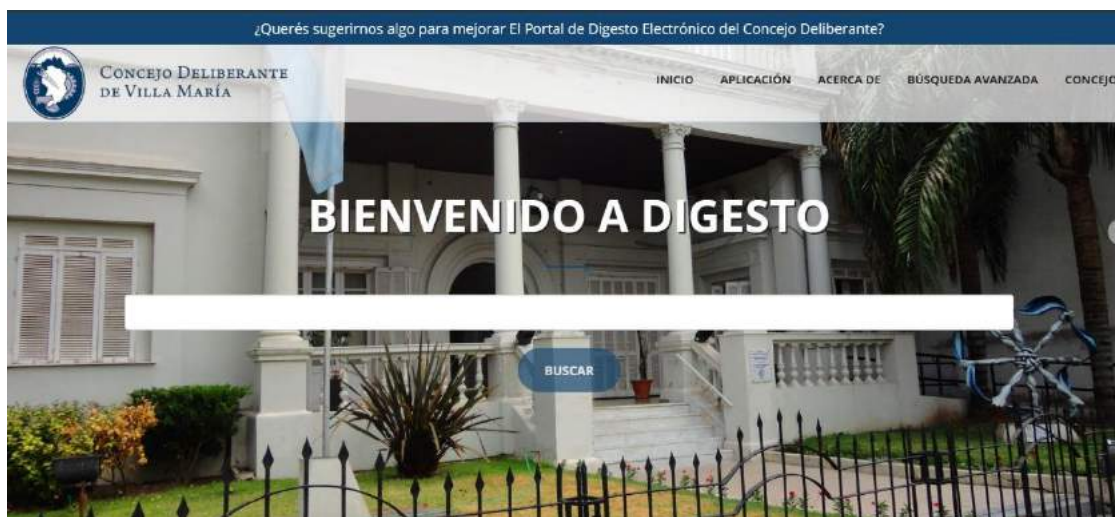 ¿Querés sugerirnos algo para mejorar El Portal de Digesto Electrónico del Concejo Deliberante?
CONCEJO DELIBERANTE
DE VILLA MARÍA
INICIO APLICACIÓN ACERCA DE BÚSQUEDA AVANZADA CONCEJO
BIENVENIDO A DIGESTO
BUSCAR